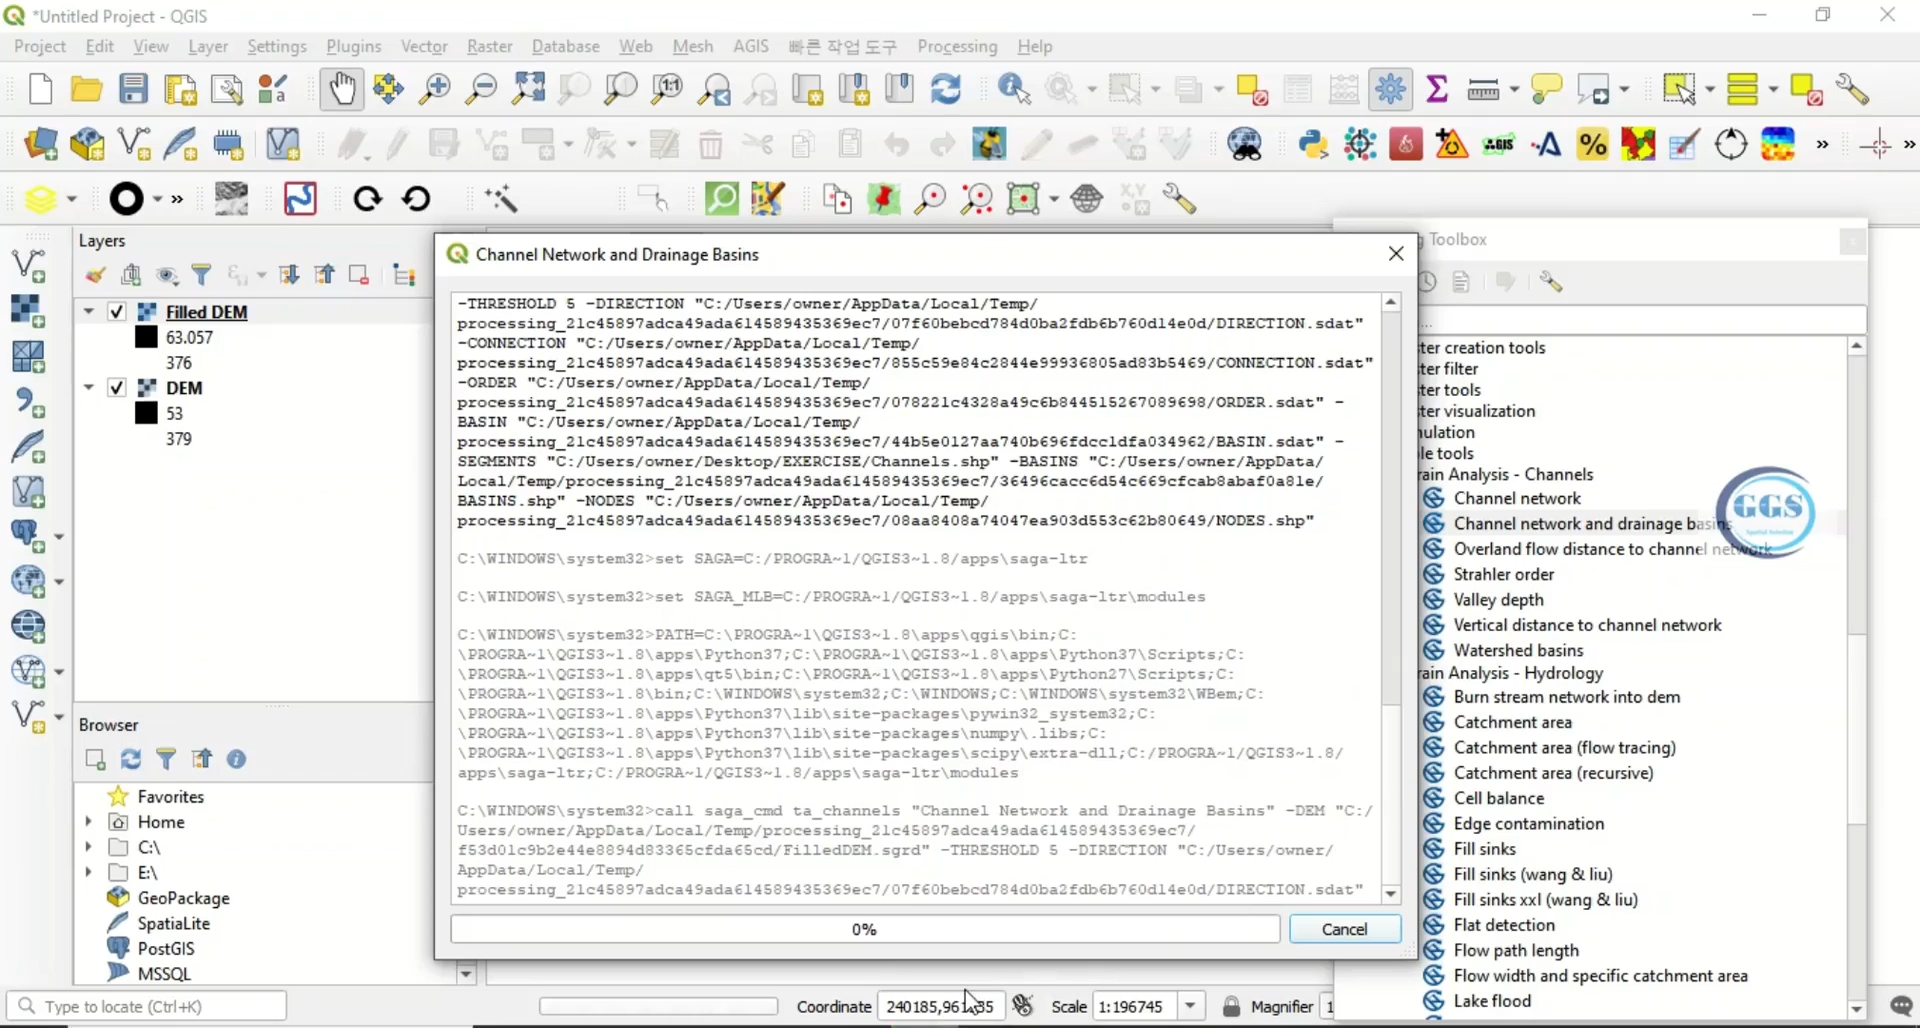 *Untitled Project - QGIS
Project Edit View Layer Settings Plugins Vector Raster Database Web Mesh AGIS 빠른 작업 도구 Processing Help
Layers
Filled DEM
63.057
376
DEM
53
379
Browser
Favorites
Home
C:\
E:\
GeoPackage
SpatiaLite
PostGIS
MSSQL
Channel Network and Drainage Basins
-THRESHOLD 5 -DIRECTION "C:/Users/owner/AppData/Local/Temp/
processing_21c45897adca49ada614589435369ec7/07f60bebcd784d0ba2fdb6b760d14e0d/DIRECTION.sdat"
-CONNECTION "C:/Users/owner/AppData/Local/Temp/
processing_21c45897adca49ada614589435369ec7/855c59e84c2844e99936805ad83b5469/CONNECTION.sdat"
-ORDER "C:/Users/owner/AppData/Local/Temp/
processing_21c45897adca49ada614589435369ec7/078221c4328a49c6b844515267089698/ORDER.sdat" -
BASIN "C:/Users/owner/AppData/Local/Temp/
processing_21c45897adca49ada614589435369ec7/44b5e0127aa740b696fdcc1dfa034962/BASIN.sdat" -
SEGMENTS "C:/Users/owner/Desktop/EXERCISE/Channels.shp" -BASINS "C:/Users/owner/AppData/
Local/Temp/processing_21c45897adca49ada614589435369ec7/36496cacc6d54c669cfcab8abaf0a81e/
BASINS.shp" -NODES "C:/Users/owner/AppData/Local/Temp/
processing_21c45897adca49ada614589435369ec7/08aa8408a74047ea903d553c62b80649/NODES.shp"
C:\WINDOWS\system32>set SAGA=C:/PROGRA~1/QGIS3~1.8/apps\saga-ltr
C:\WINDOWS\system32>set SAGA_MLB=C:/PROGRA~1/QGIS3~1.8/apps\saga-ltr\modules
C:\WINDOWS\system32>PATH=C:\PROGRA~1\QGIS3~1.8\apps\qgis\bin;C:
\PROGRA~1\QGIS3~1.8\apps\Python37;C:\PROGRA~1\QGIS3~1.8\apps\Python37\Scripts;C:
\PROGRA~1\QGIS3~1.8\apps\qt5\bin;C:\PROGRA~1\QGIS3~1.8\apps\Python27\Scripts;C:
\PROGRA~1\QGIS3~1.8\bin;C:\WINDOWS\system32;C:\WINDOWS;C:\WINDOWS\system32\WBem;C:
\PROGRA~1\QGIS3~1.8\apps\Python37\lib\site-packages\pywin32_system32;C:
\PROGRA~1\QGIS3~1.8\apps\Python37\lib\site-packages\numpy\.libs;C:
\PROGRA~1\QGIS3~1.8\apps\Python37\lib\site-packages\scipy\extra-dll;C:/PROGRA~1/QGIS3~1.8/
apps\saga-ltr;C:/PROGRA~1/QGIS3~1.8/apps\saga-ltr\modules
C:\WINDOWS\system32>call saga_cmd ta_channels "Channel Network and Drainage Basins" -DEM "C:/
Users/owner/AppData/Local/Temp/processing_21c45897adca49ada614589435369ec7/
f53d01c9b2e44e8894d83365cfda65cd/FilledDEM.sgrd" -THRESHOLD 5 -DIRECTION "C:/Users/owner/
AppData/Local/Temp/
processing_21c45897adca49ada614589435369ec7/07f60bebcd784d0ba2fdb6b760d14e0d/DIRECTION.sdat"
0%
Cancel
Toolbox
ter creation tools
ter filter
ter tools
ter visualization
ulation
le tools
rain Analysis - Channels
Channel network
Channel network and drainage basins
Overland flow distance to channel network
Strahler order
Valley depth
Vertical distance to channel network
Watershed basins
rain Analysis - Hydrology
Burn stream network into dem
Catchment area
Catchment area (flow tracing)
Catchment area (recursive)
Cell balance
Edge contamination
Fill sinks
Fill sinks (wang & liu)
Fill sinks xxl (wang & liu)
Flat detection
Flow path length
Flow width and specific catchment area
Lake flood
GGS
Type to locate (Ctrl+K)
Coordinate
Scale 1:196745
Magnifier 1